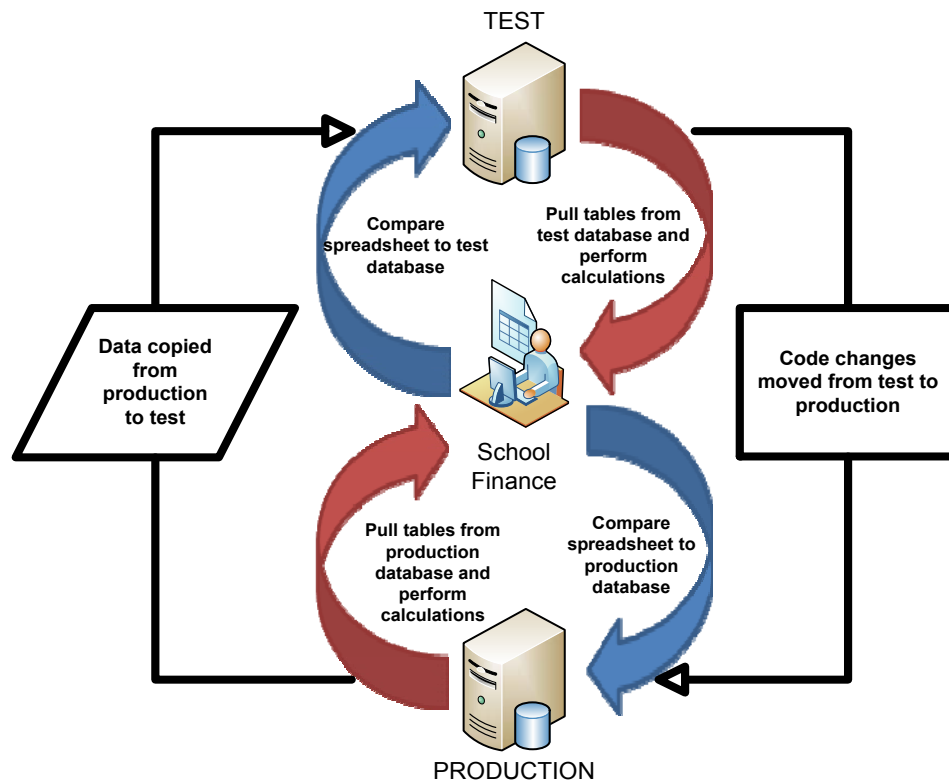 TEST
Compare
spreadsheet to test
database
Pull tables from
test database and
perform
calculations
Data copied
from
production
to test
Code changes
moved from test to
production
School
Finance
Pull tables from
production
database and
perform
calculations
Compare
spreadsheet to
production
database
PRODUCTION